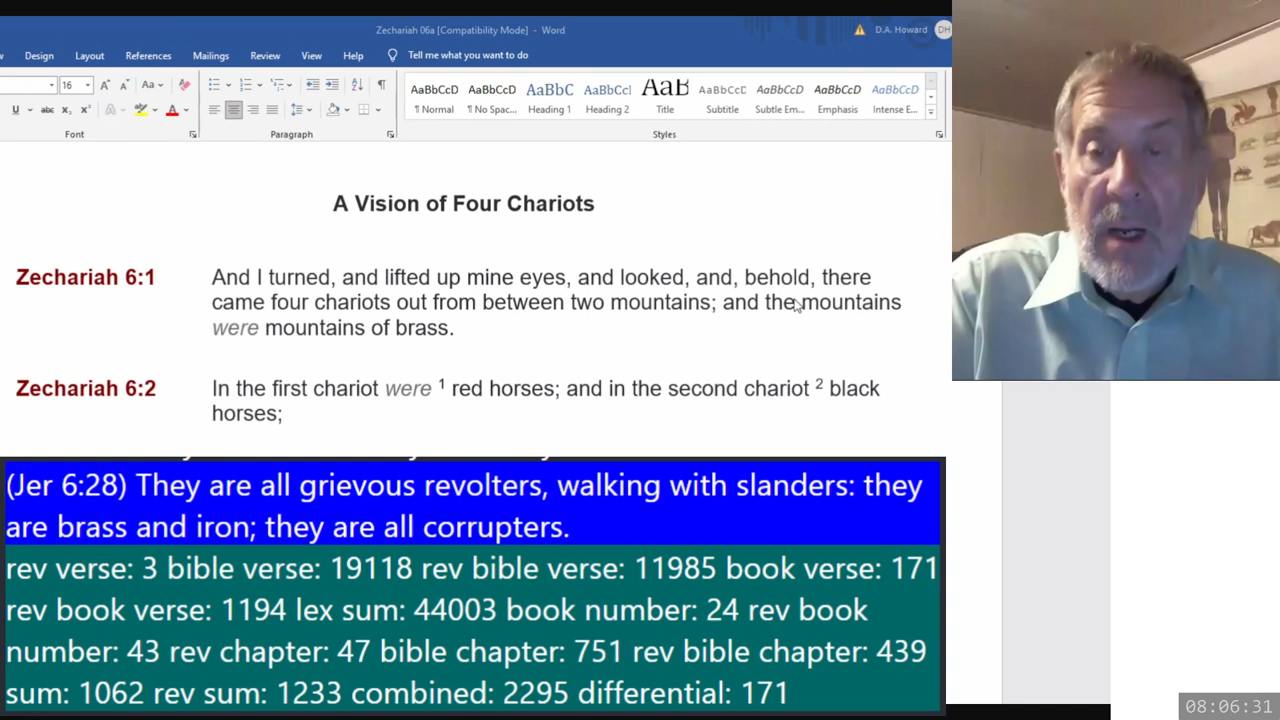 Zechariah 06a [Compatibility Mode] - Word
D.A. Howard
DH
Design Layout References Mailings Review View Help Tell me what you want to do
16 Aa
AaBbCcD AaBbCcD AaBbC AaBbCcl AaB AaBbCcD AaBbCcD AaBbCcD AaBbCcD
¶ Normal ¶ No Spac... Heading 1 Heading 2 Title Subtitle Subtle Em... Emphasis Intense E...
Font Paragraph Styles
A Vision of Four Chariots
Zechariah 6:1 And I turned, and lifted up mine eyes, and looked, and, behold, there
came four chariots out from between two mountains; and the mountains
were mountains of brass.
Zechariah 6:2 In the first chariot were ¹ red horses; and in the second chariot ² black
horses;
(Jer 6:28) They are all grievous revolters, walking with slanders: they
are brass and iron; they are all corrupters.
rev verse: 3 bible verse: 19118 rev bible verse: 11985 book verse: 171
rev book verse: 1194 lex sum: 44003 book number: 24 rev book
number: 43 rev chapter: 47 bible chapter: 751 rev bible chapter: 439
sum: 1062 rev sum: 1233 combined: 2295 differential: 171
08:06:31